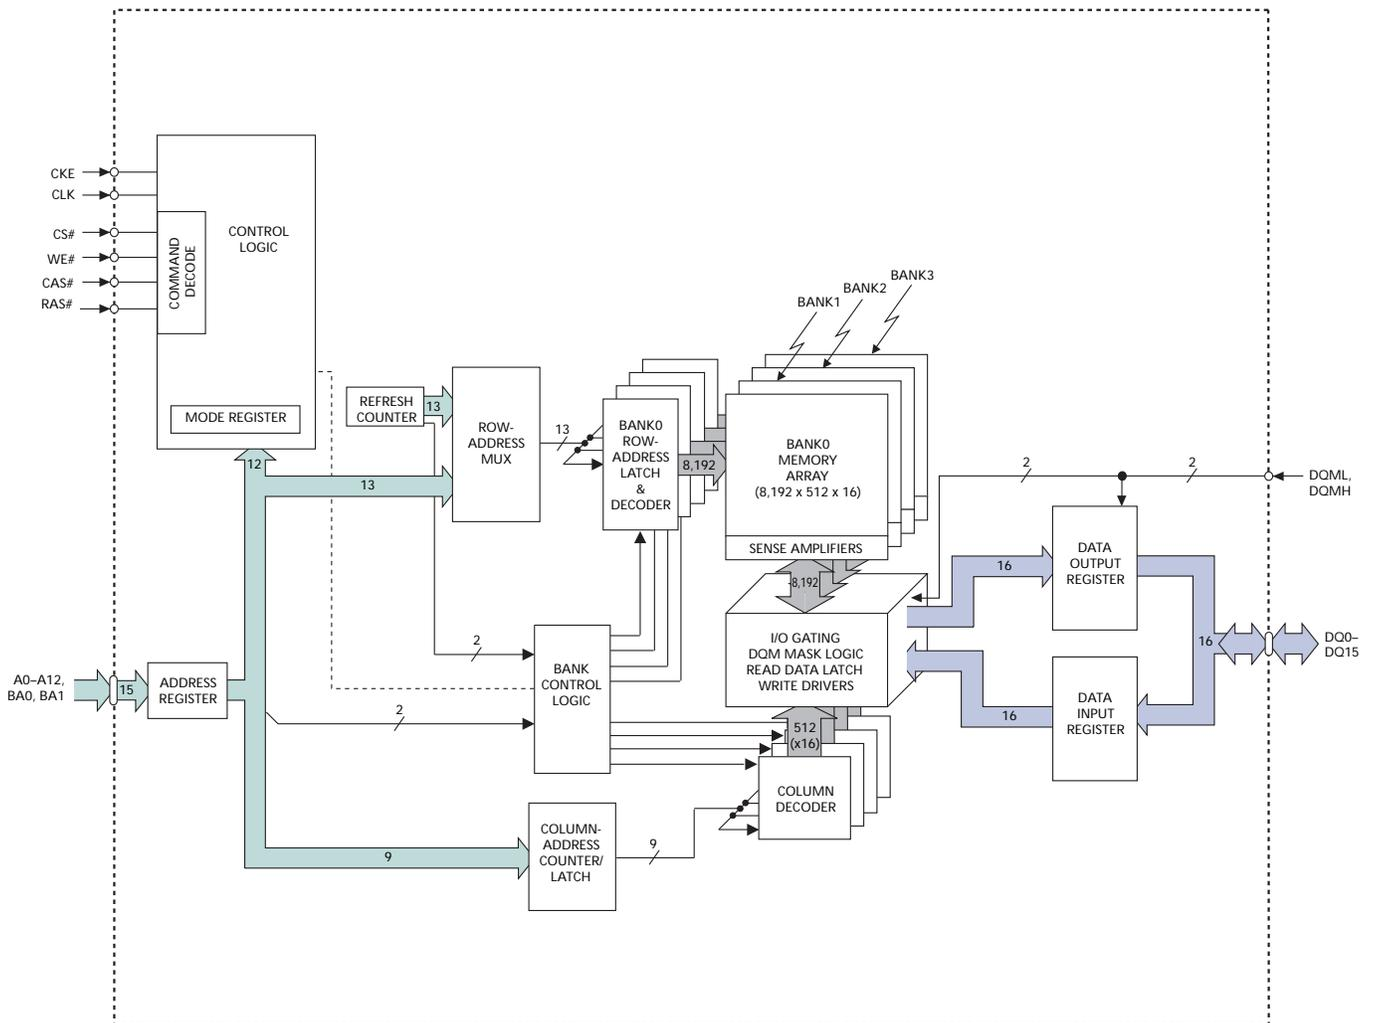 BANK3
BANK2
BANK1
CKE
CLK
CS#
WE#
CAS#
RAS#
COMMAND
DECODE
CONTROL
LOGIC
MODE REGISTER
12
REFRESH
COUNTER
13
13
ROW-
ADDRESS
MUX
13
BANK0
ROW-
ADDRESS
LATCH
&
DECODER
8,192
BANK0
MEMORY
ARRAY
(8,192 x 512 x 16)
SENSE AMPLIFIERS
8,192
2
2
DQML,
DQMH
16
DATA
OUTPUT
REGISTER
I/O GATING
DQM MASK LOGIC
READ DATA LATCH
WRITE DRIVERS
16
DQ0–
DQ15
16
DATA
INPUT
REGISTER
A0–A12,
BA0, BA1
15
ADDRESS
REGISTER
2
2
BANK
CONTROL
LOGIC
512
(x16)
COLUMN
DECODER
9
COLUMN-
ADDRESS
COUNTER/
LATCH
9